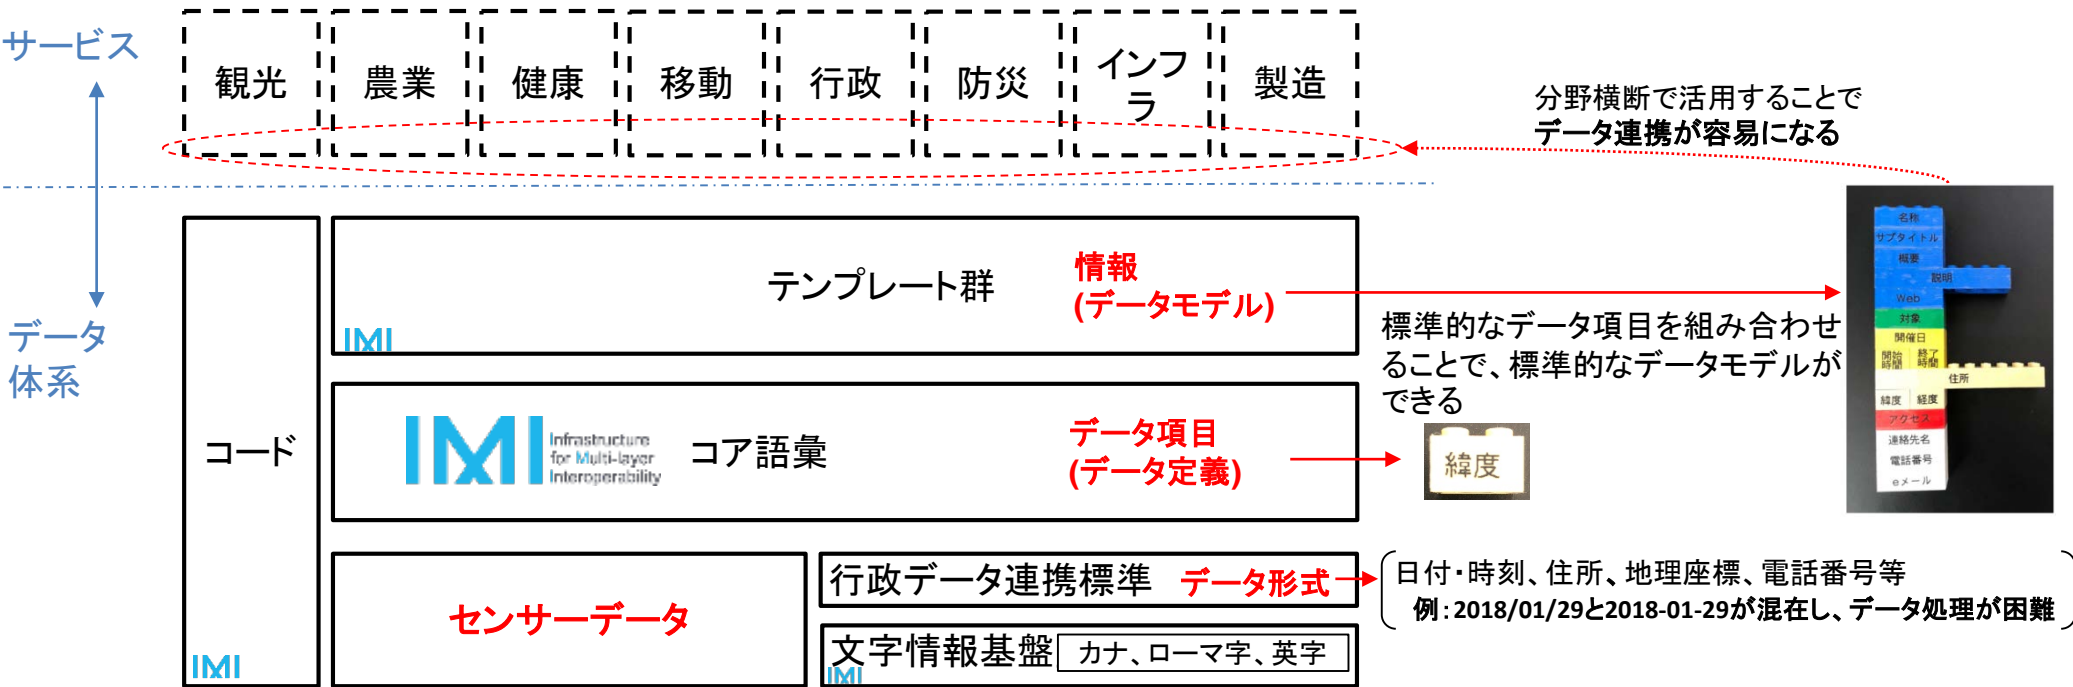 サービス
観光
農業
健康
移動
行政
防災
インフ
ラ
製造
分野横断で活用することで
データ連携が容易になる
データ
体系
コード
IMI
テンプレート群
情報
(データモデル)
IMI
標準的なデータ項目を組み合わせ
ることで、標準的なデータモデルが
できる
IMI
Infrastructure
for Multi-layer
Interoperability
コア語彙
データ項目
(データ定義)
緯度
名称
サブタイトル
概要
説明
Web
対象
開催日
開始
時間
終了
時間
住所
緯度
経度
アクセス
連絡先名
電話番号
eメール
センサーデータ
行政データ連携標準
データ形式
日付・時刻、住所、地理座標、電話番号等
例：2018/01/29と2018-01-29が混在し、データ処理が困難
文字情報基盤
カナ、ローマ字、英字
IMI